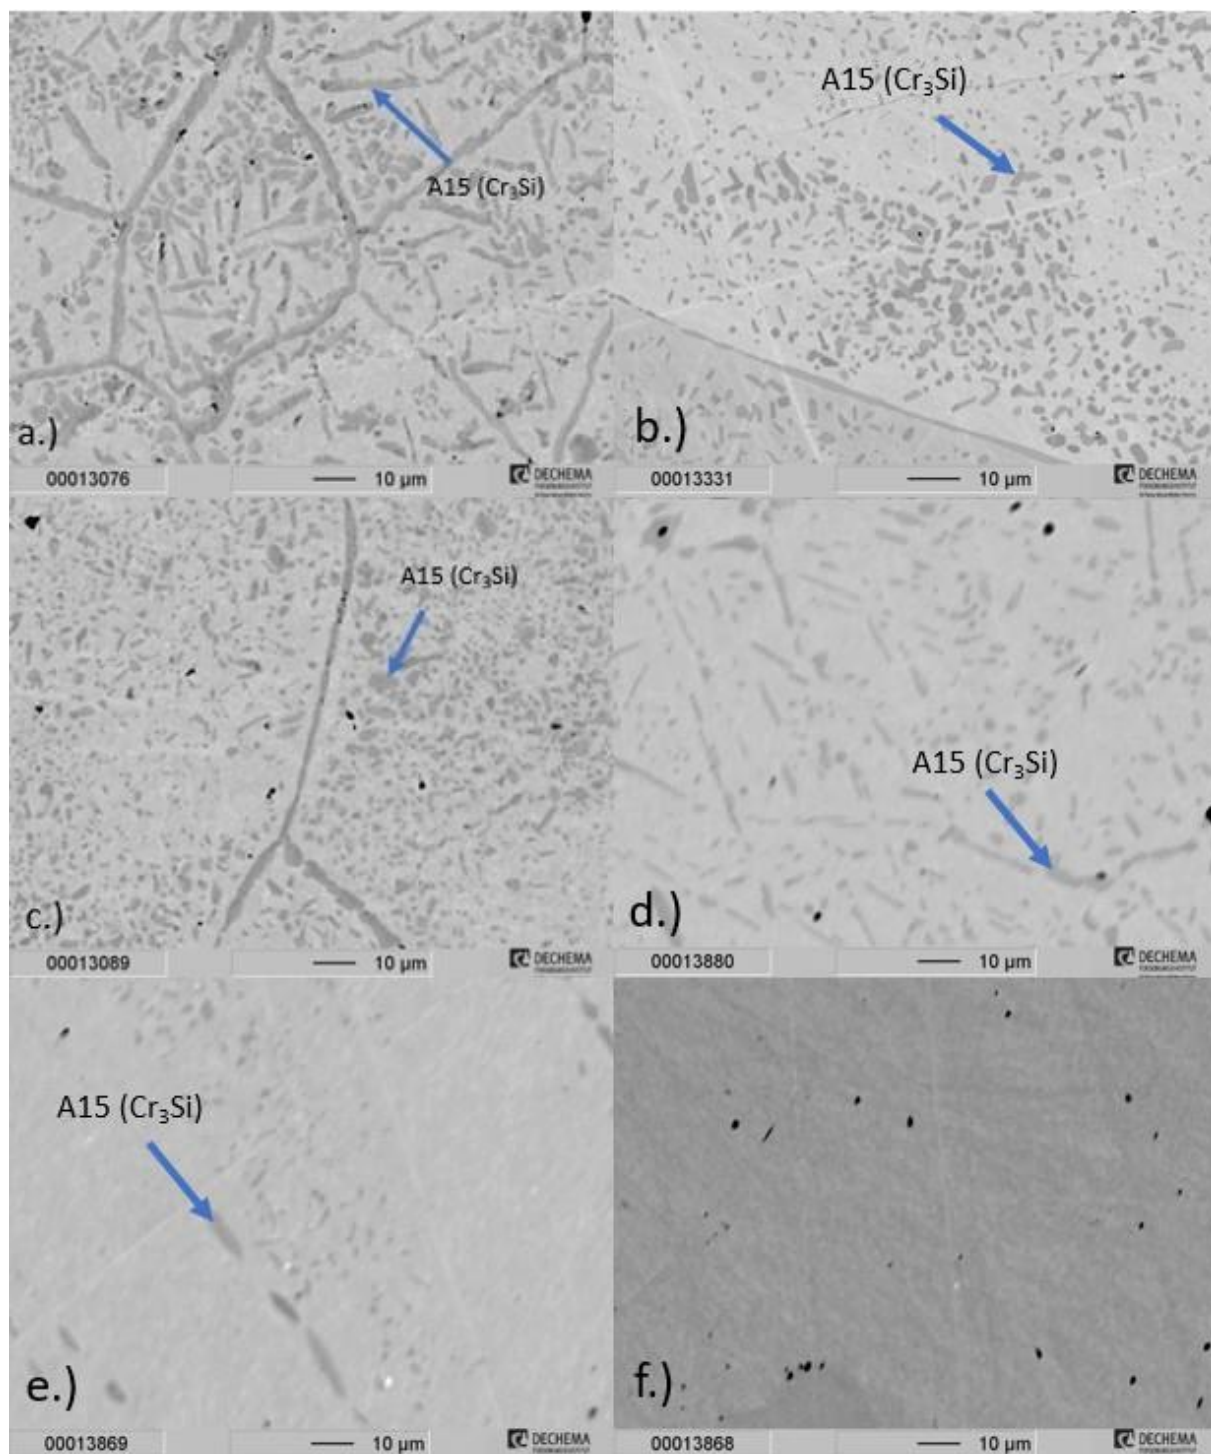 A15 (Cr₃Si)
a.)
00013076
10 µm
DECHEMA
A15 (Cr₃Si)
b.)
00013331
10 µm
DECHEMA
A15 (Cr₃Si)
c.)
00013089
10 µm
DECHEMA
A15 (Cr₃Si)
d.)
00013880
10 µm
DECHEMA
A15 (Cr₃Si)
e.)
00013869
10 µm
DECHEMA
f.)
00013868
10 µm
DECHEMA